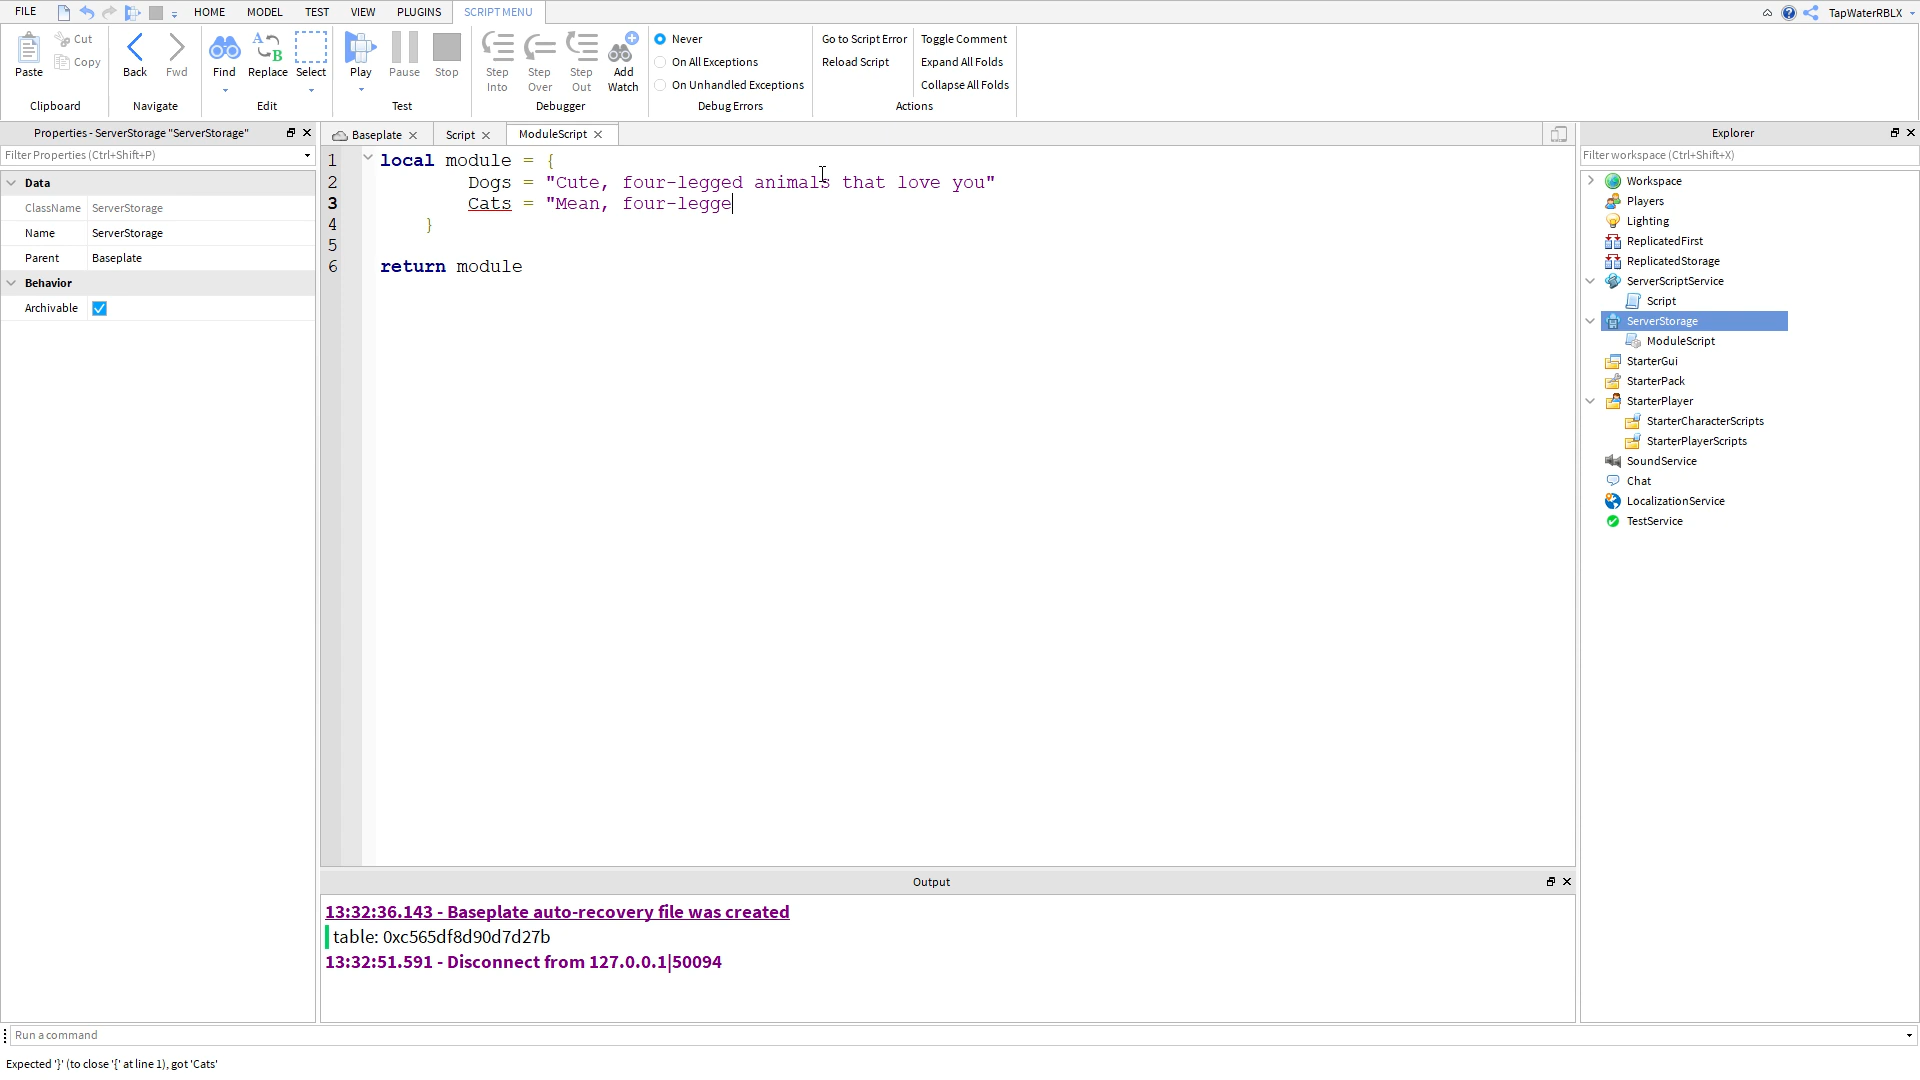 FILE
HOME
MODEL
TEST
VIEW
PLUGINS
SCRIPT MENU
TapWaterRBLX
Paste
Cut
Copy
Clipboard
Back
Fwd
Navigate
Find
Replace
Select
Edit
Play
Pause
Stop
Test
Step Into
Step Over
Step Out
Add Watch
Debugger
Never
On All Exceptions
On Unhandled Exceptions
Debug Errors
Go to Script Error
Reload Script
Toggle Comment
Expand All Folds
Collapse All Folds
Actions
Properties - ServerStorage "ServerStorage"
Filter Properties (Ctrl+Shift+P)
Data
ClassName ServerStorage
Name ServerStorage
Parent Baseplate
Behavior
Archivable
Baseplate
Script
ModuleScript
1 local module = {
2 Dogs = "Cute, four-legged animals that love you"
3 Cats = "Mean, four-legge
4 }
5
6 return module
Output
13:32:36.143 - Baseplate auto-recovery file was created
table: 0xc565df8d90d7d27b
13:32:51.591 - Disconnect from 127.0.0.1|50094
Explorer
Filter workspace (Ctrl+Shift+X)
Workspace
Players
Lighting
ReplicatedFirst
ReplicatedStorage
ServerScriptService
Script
ServerStorage
ModuleScript
StarterGui
StarterPack
StarterPlayer
StarterCharacterScripts
StarterPlayerScripts
SoundService
Chat
LocalizationService
TestService
Run a command
Expected '}' (to close '{' at line 1), got 'Cats'